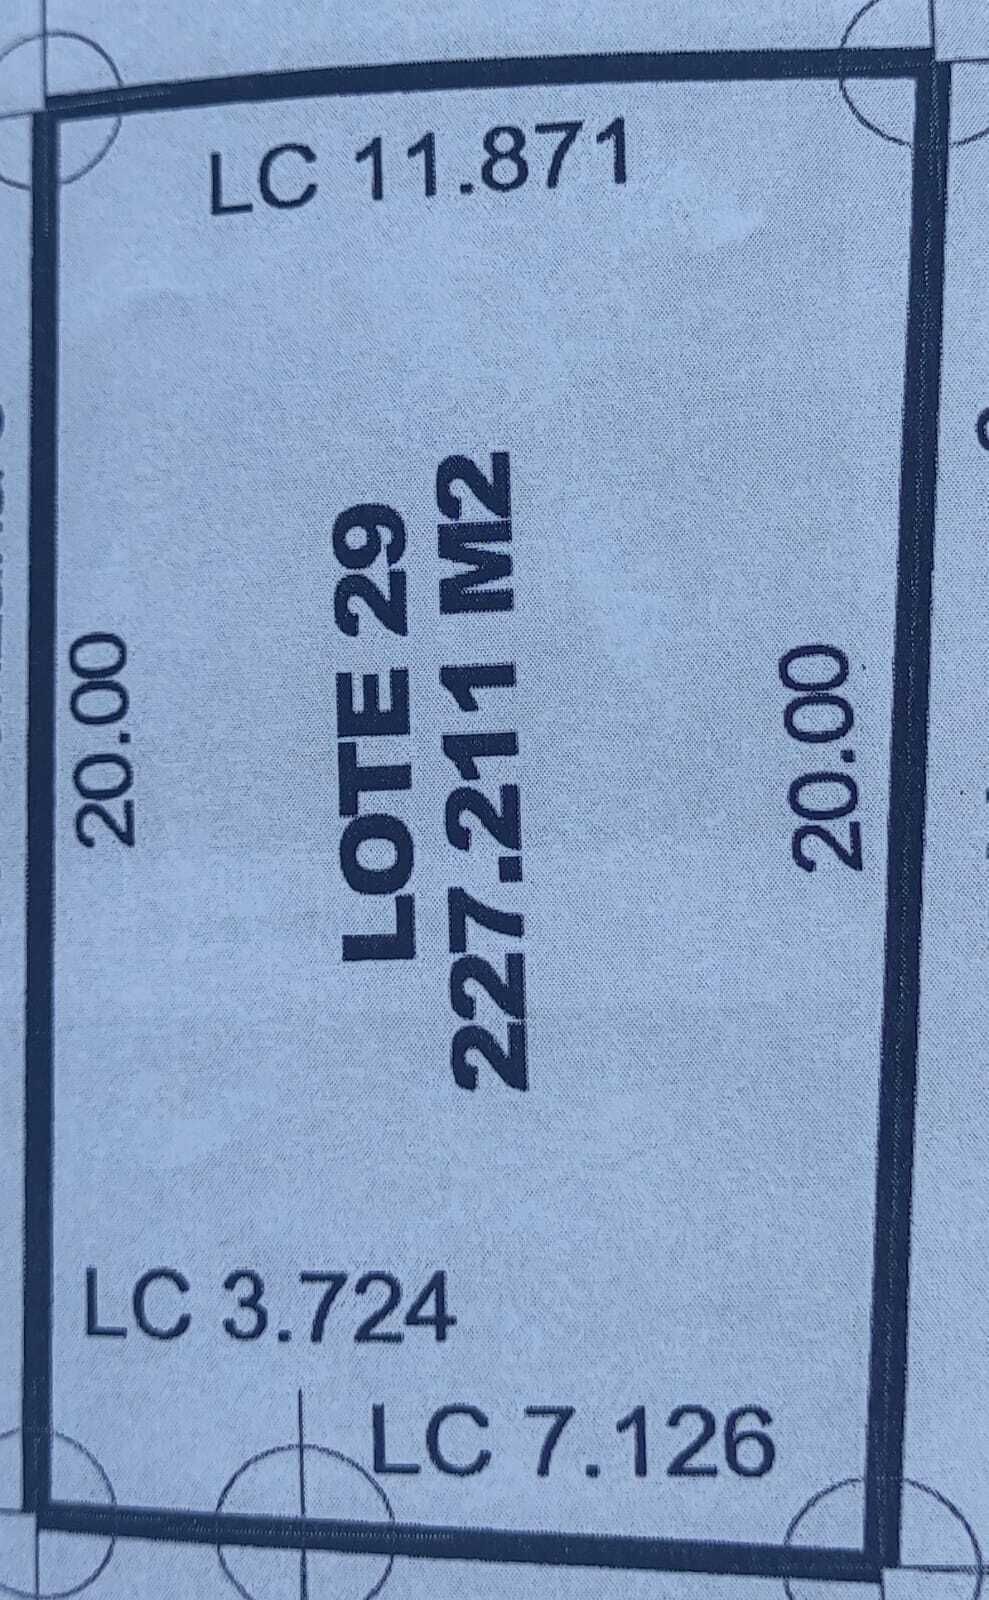 LC 11.871
20.00
LOTE 29
227.211 M2
20.00
LC 3.724
LC 7.126